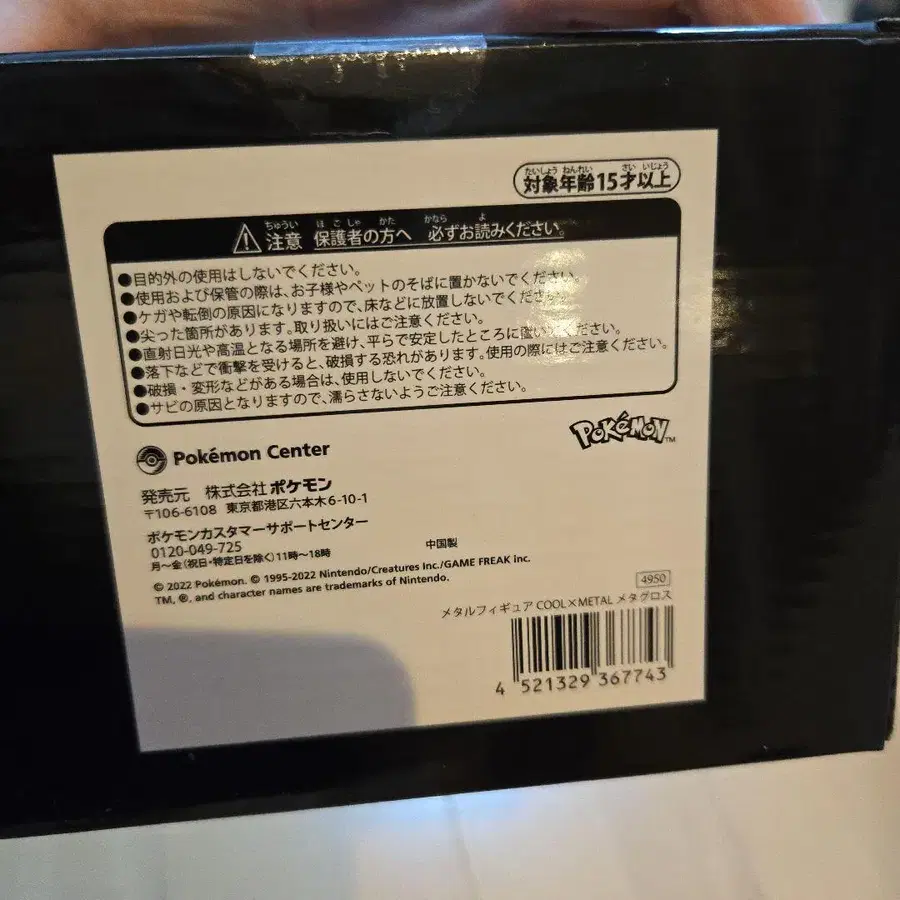 対象年齢15才以上
たいしょう ねんれい さい いじょう
注意 保護者の方へ 必ずお読みください。
ちゅうい ほごしゃ かた かなら よ
●目的外の使用はしないでください。
●使用および保管の際は、お子様やペットのそばに置かないでください。
●ケガや転倒の原因になりますので、床などに放置しないでください。
●尖った箇所があります。取り扱いにはご注意ください。
●直射日光や高温となる場所を避け、平らで安定したところに置いてください。
●落下などで衝撃を受けると、破損する恐れがあります。使用の際にはご注意ください。
●破損・変形などがある場合は、使用しないでください。
●サビの原因となりますので、濡らさないようご注意ください。
Pokémon Center
POKéMON TM
発売元 株式会社ポケモン
〒106-6108 東京都港区六本木6-10-1
ポケモンカスタマーサポートセンター
0120-049-725
月～金(祝日・特定日を除く)11時～18時
中国製
© 2022 Pokémon. © 1995-2022 Nintendo/Creatures Inc./GAME FREAK inc.
TM, ®, and character names are trademarks of Nintendo.
4950
メタルフィギュア COOL×METAL メタグロス
4 521329 367743